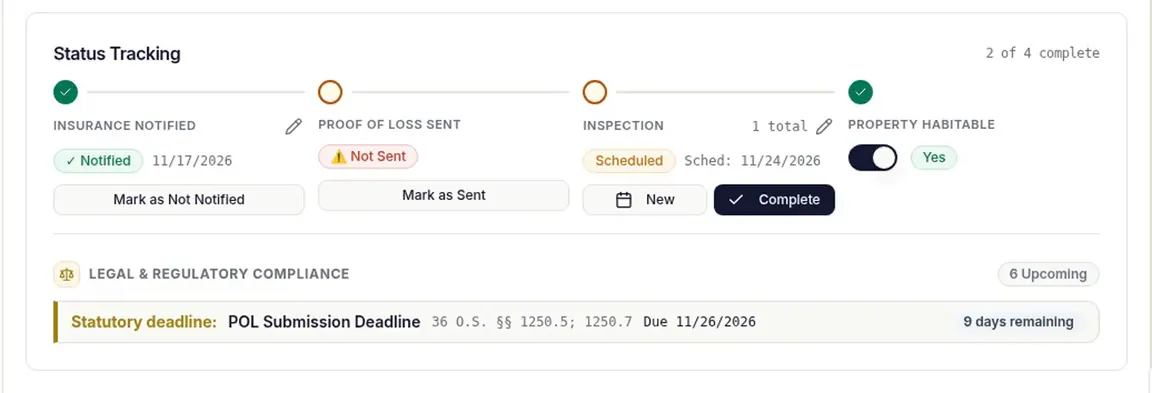 Status Tracking
2 of 4 complete
INSURANCE NOTIFIED
✓ Notified 11/17/2026
Mark as Not Notified
PROOF OF LOSS SENT
⚠️ Not Sent
Mark as Sent
INSPECTION 1 total
Scheduled Sched: 11/24/2026
New Complete
PROPERTY HABITABLE
Yes
LEGAL & REGULATORY COMPLIANCE
6 Upcoming
Statutory deadline: POL Submission Deadline 36 O.S. §§ 1250.5; 1250.7 Due 11/26/2026 9 days remaining